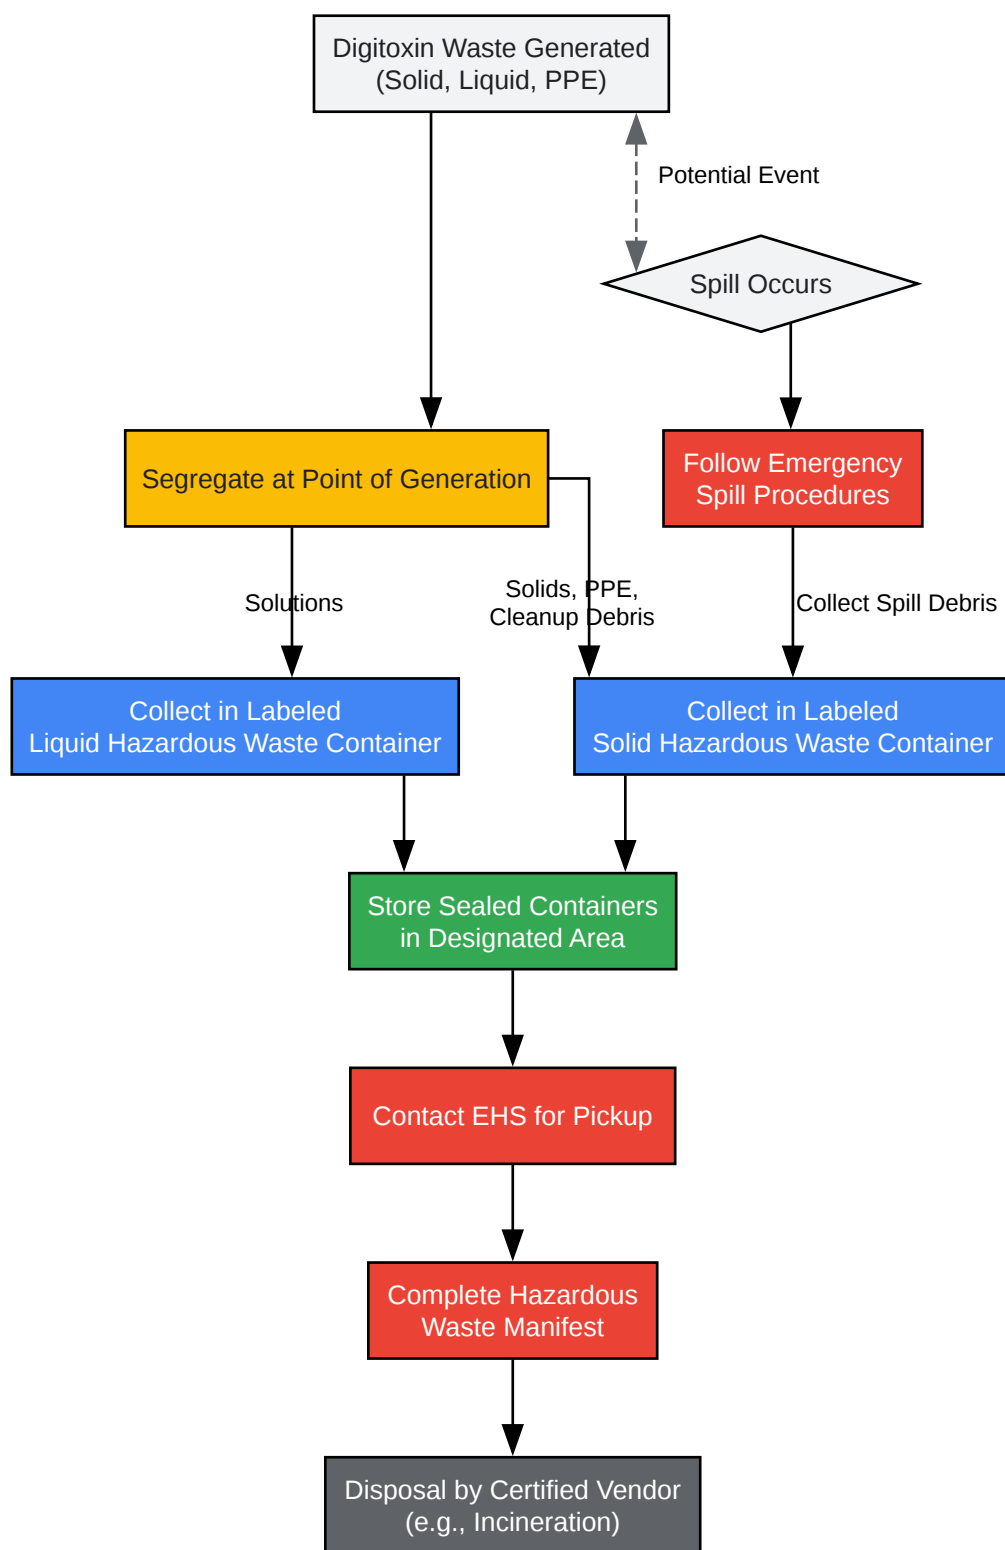 Digitoxin Waste Generated
(Solid, Liquid, PPE)
Potential Event
Spill Occurs
Segregate at Point of Generation
Follow Emergency
Spill Procedures
Solutions
Solids, PPE,
Cleanup Debris
Collect Spill Debris
Collect in Labeled
Liquid Hazardous Waste Container
Collect in Labeled
Solid Hazardous Waste Container
Store Sealed Containers
in Designated Area
Contact EHS for Pickup
Complete Hazardous
Waste Manifest
Disposal by Certified Vendor
(e.g., Incineration)